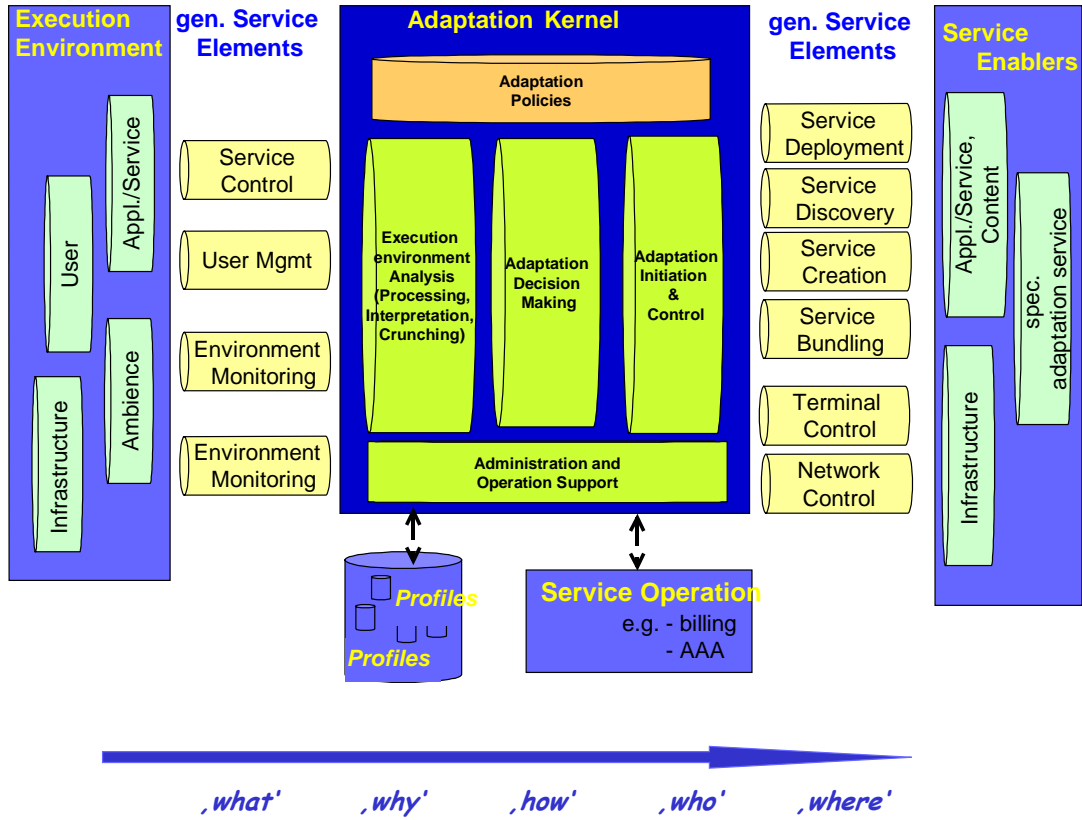 Execution
Environment
User
Appl./Service
Infrastructure
Ambience
gen. Service
Elements
Service
Control
User Mgmt
Environment
Monitoring
Environment
Monitoring
Adaptation Kernel
Adaptation
Policies
Execution
environment
Analysis
(Processing,
Interpretation,
Crunching)
Adaptation
Decision
Making
Adaptation
Initiation
&
Control
Administration and
Operation Support
gen. Service
Elements
Service
Deployment
Service
Discovery
Service
Creation
Service
Bundling
Terminal
Control
Network
Control
Service
Enablers
Appl./Service,
Content
spec.
adaptation service
Infrastructure
Profiles
Profiles
Service Operation
e.g. - billing
- AAA
‚what' ‚why' ‚how' ‚who' ‚where'